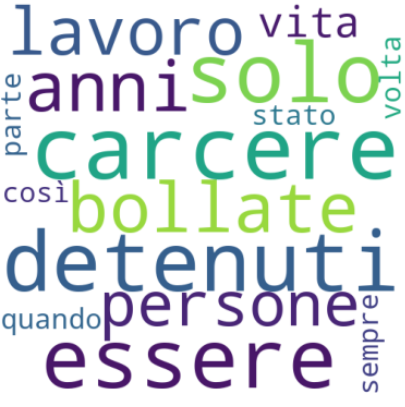 lavoro
vita
parte
anni
solo
volta
stato
carcere
così
bollate
detenuti
quando
persone
sempre
essere